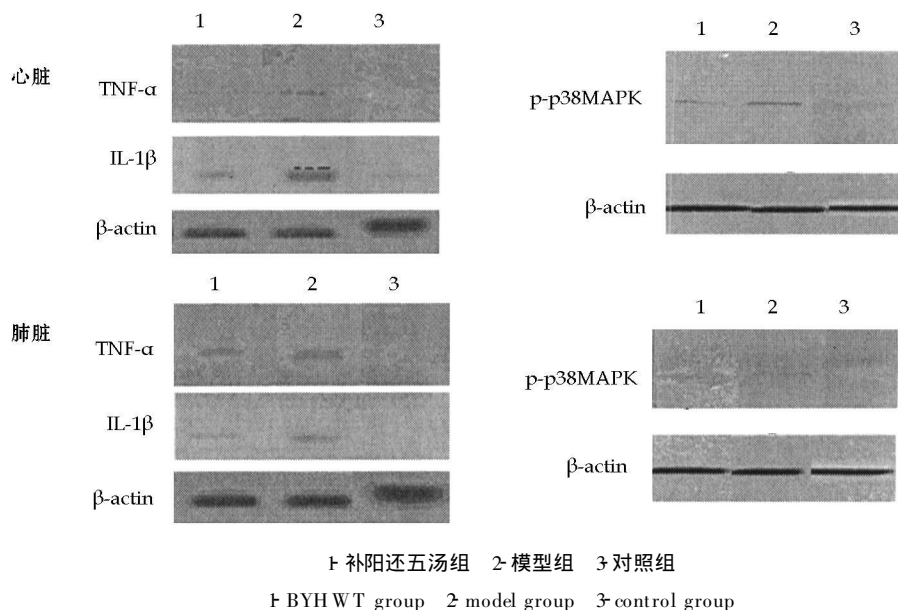 1 2 3
心脏
TNF-α
IL-1β
β-actin
1 2 3
p-p38MAPK
β-actin
1 2 3
肺脏
TNF-α
IL-1β
β-actin
1 2 3
p-p38MAPK
β-actin
1-补阳还五汤组 2-模型组 3-对照组
1-BYHWT group 2-model group 3-control group